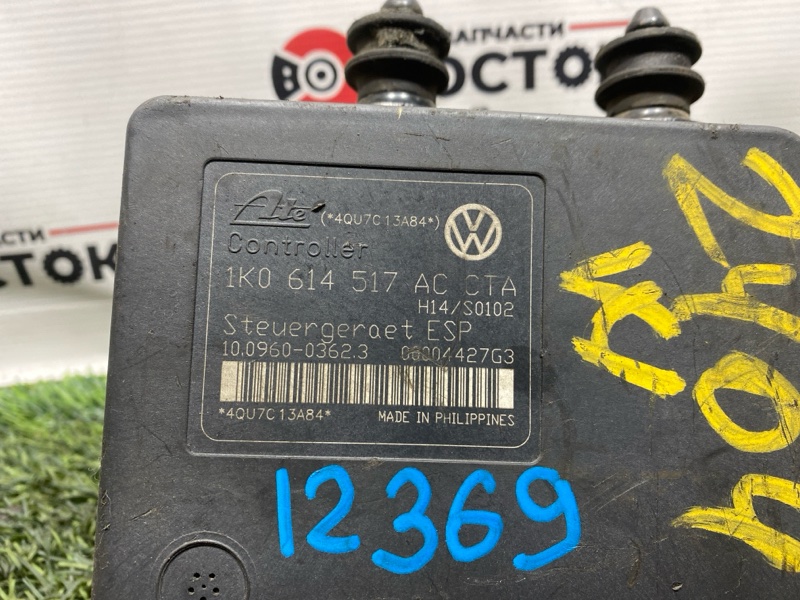 ЗАПЧАСТИ
ВОСТОК
ЧАСТИ
СТОК
Ate (*4QU7C13A84*)
Controller
1K0 614 517 AC CTA
H14/S0102
Steuergeraet ESP
10.0960-0362.3 00004427G3
*4QU7C13A84* MADE IN PHILIPPINES
12369